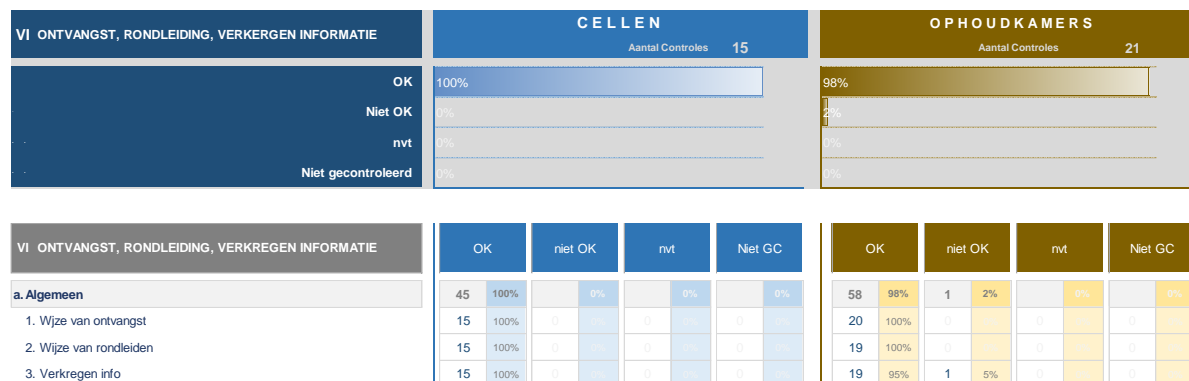 VI ONTVANGST, RONDLEIDING, VERKERGEN INFORMATIE
CELLEN
Aantal Controles 15
OPHOUDKAMERS
Aantal Controles 21
OK 100% 98%
Niet OK 0% 2%
nvt 0% 0%
Niet gecontroleerd 0% 0%
VI ONTVANGST, RONDLEIDING, VERKREGEN INFORMATIE OK niet OK nvt Niet GC OK niet OK nvt Niet GC
a. Algemeen 45 100% 0% 0% 0% 58 98% 1 2% 0% 0%
1. Wijze van ontvangst 15 100% 0 0% 0 0% 0 0% 20 100% 0 0 0
2. Wijze van rondleiden 15 100% 0 0% 0 0% 0 0% 19 100% 0 0 0
3. Verkregen info 15 100% 0 0% 0 0% 0 0% 19 95% 1 5% 0 0